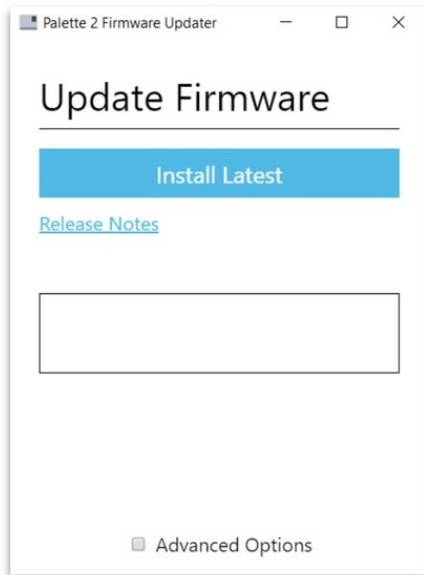 Palette 2 Firmware Updater
Update Firmware
Install Latest
Release Notes
Advanced Options